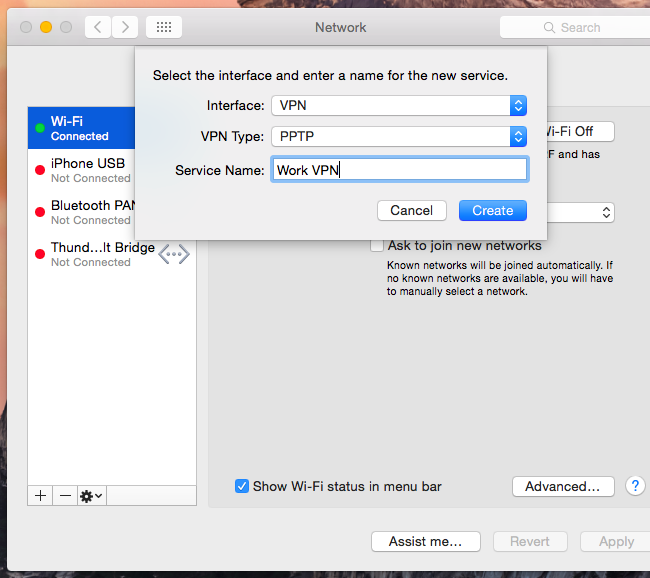 Network
Search
Select the interface and enter a name for the new service.
Interface: VPN
VPN Type: PPTP
Service Name: Work VPN
Cancel Create
Wi-Fi
Connected
iPhone USB
Not Connected
Bluetooth PAN
Not Connected
Thund...lt Bridge
Not Connected
Wi-Fi Off
F and has
Ask to join new networks
Known networks will be joined automatically. If
no known networks are available, you will have
to manually select a network.
Show Wi-Fi status in menu bar
Advanced...
?
Assist me...
Revert
Apply